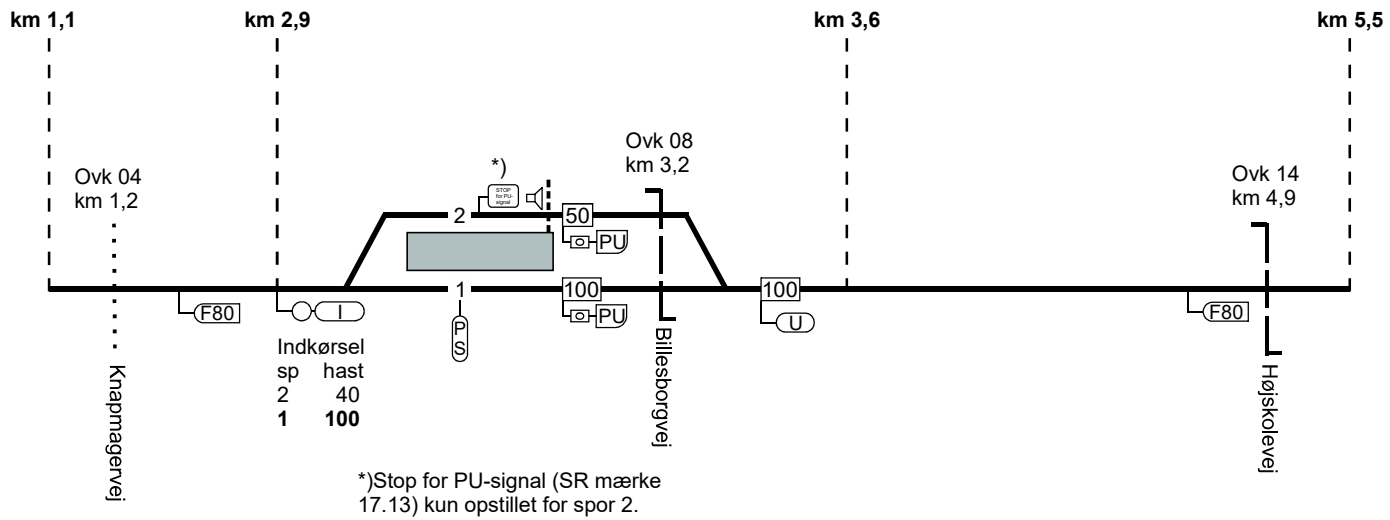 km 1,1
km 2,9
km 3,6
km 5,5
Ovk 04
km 1,2
*)
STOP
for PU-
signal
Ovk 08
km 3,2
Ovk 14
km 4,9
2
50
PU
1
100
PU
100
F80
I
P
S
U
F80
Indkørsel
sp hast
2 40
1 100
Knapmagervej
Billesborgvej
Højskolevej
*)Stop for PU-signal (SR mærke
17.13) kun opstillet for spor 2.